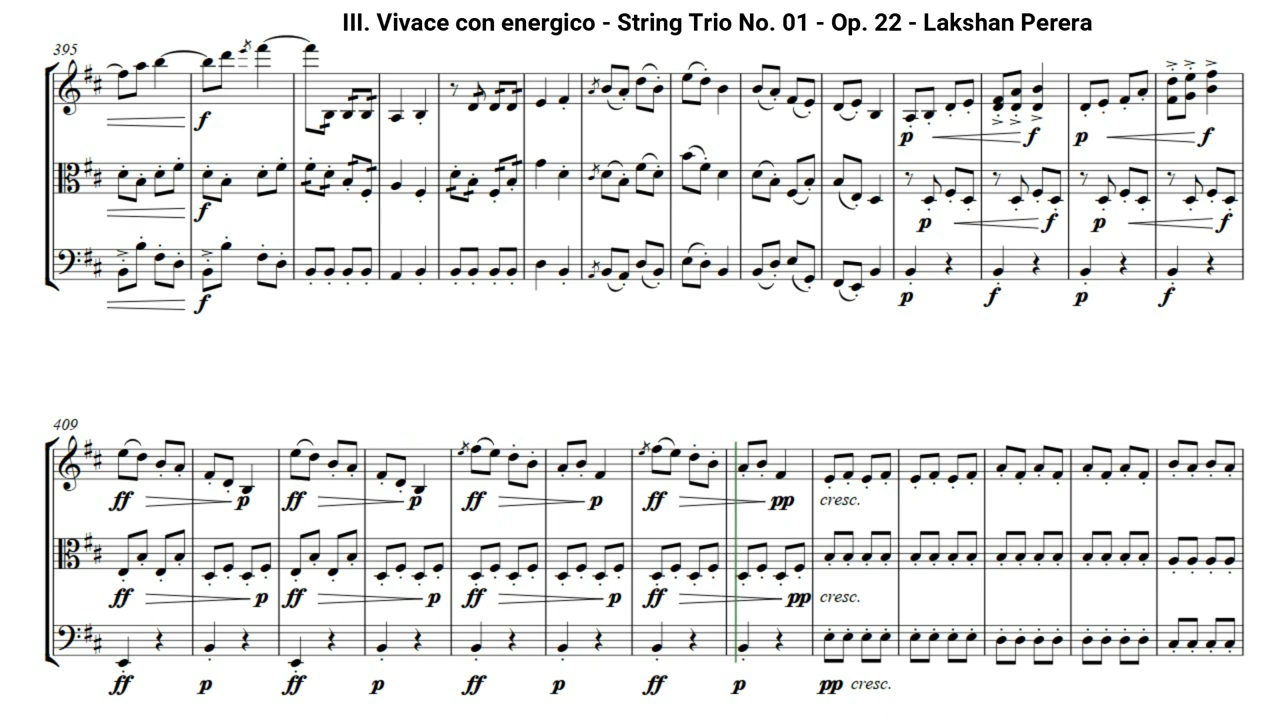 III. Vivace con energico - String Trio No. 01 - Op. 22 - Lakshan Perera
395
f
p f p f
f
p f p f
f
p f p f
409
ff p ff p ff p ff pp cresc.
ff p ff p ff p ff pp cresc.
ff p ff p ff p ff p pp cresc.